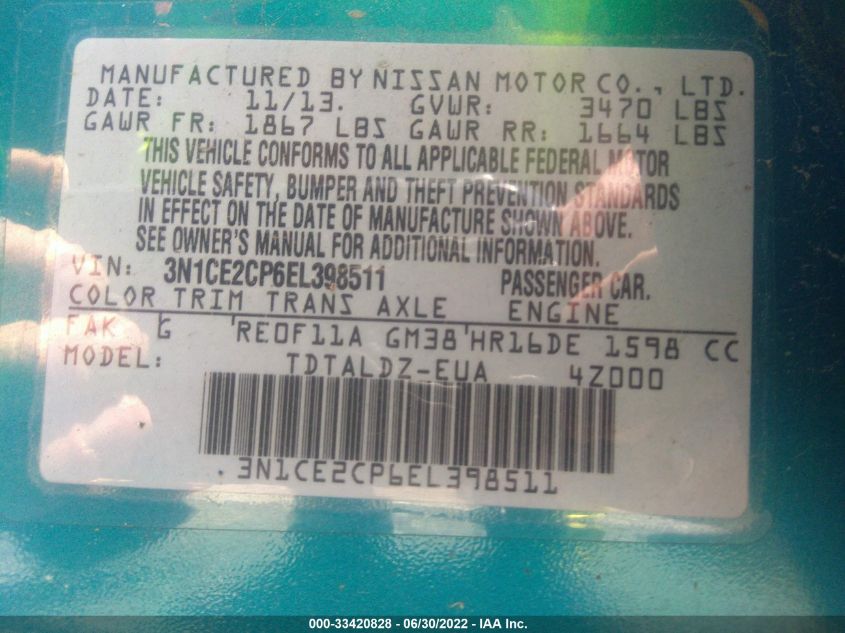 MANUFACTURED BY NISSAN MOTOR CO., LTD.
DATE: 11/13. GVWR: 3470 LBS
GAWR FR: 1867 LBS GAWR RR: 1664 LBS
THIS VEHICLE CONFORMS TO ALL APPLICABLE FEDERAL MOTOR
VEHICLE SAFETY, BUMPER AND THEFT PREVENTION STANDARDS
IN EFFECT ON THE DATE OF MANUFACTURE SHOWN ABOVE.
SEE OWNER'S MANUAL FOR ADDITIONAL INFORMATION.
VIN: 3N1CE2CP6EL398511 PASSENGER CAR.
COLOR TRIM TRANS AXLE ENGINE
FAK G 'RE0F11A GM38'HR16DE 1598 CC
MODEL: TDTALDZ-EUA 4Z000
3N1CE2CP6EL398511
000-33420828 - 06/30/2022 - IAA Inc.